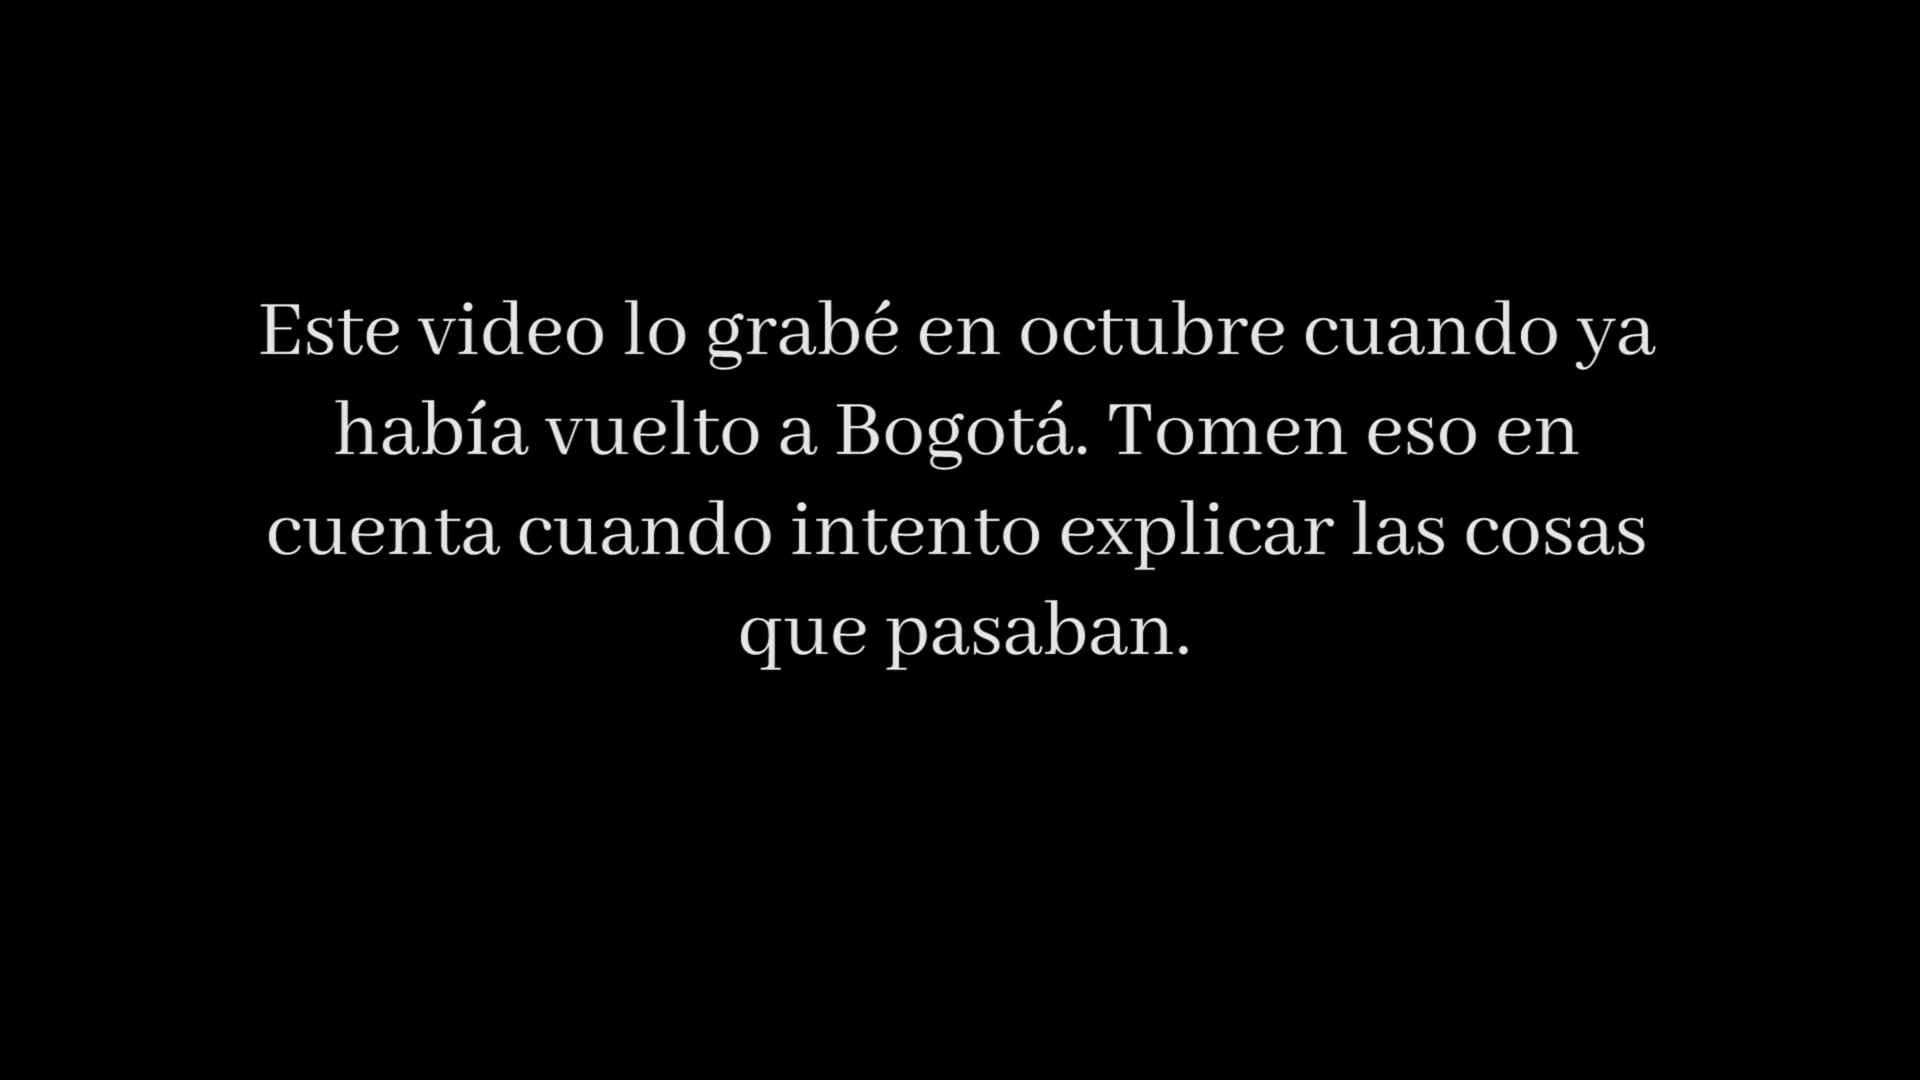 Este video lo grabé en octubre cuando ya
había vuelto a Bogotá. Tomen eso en
cuenta cuando intento explicar las cosas
que pasaban.